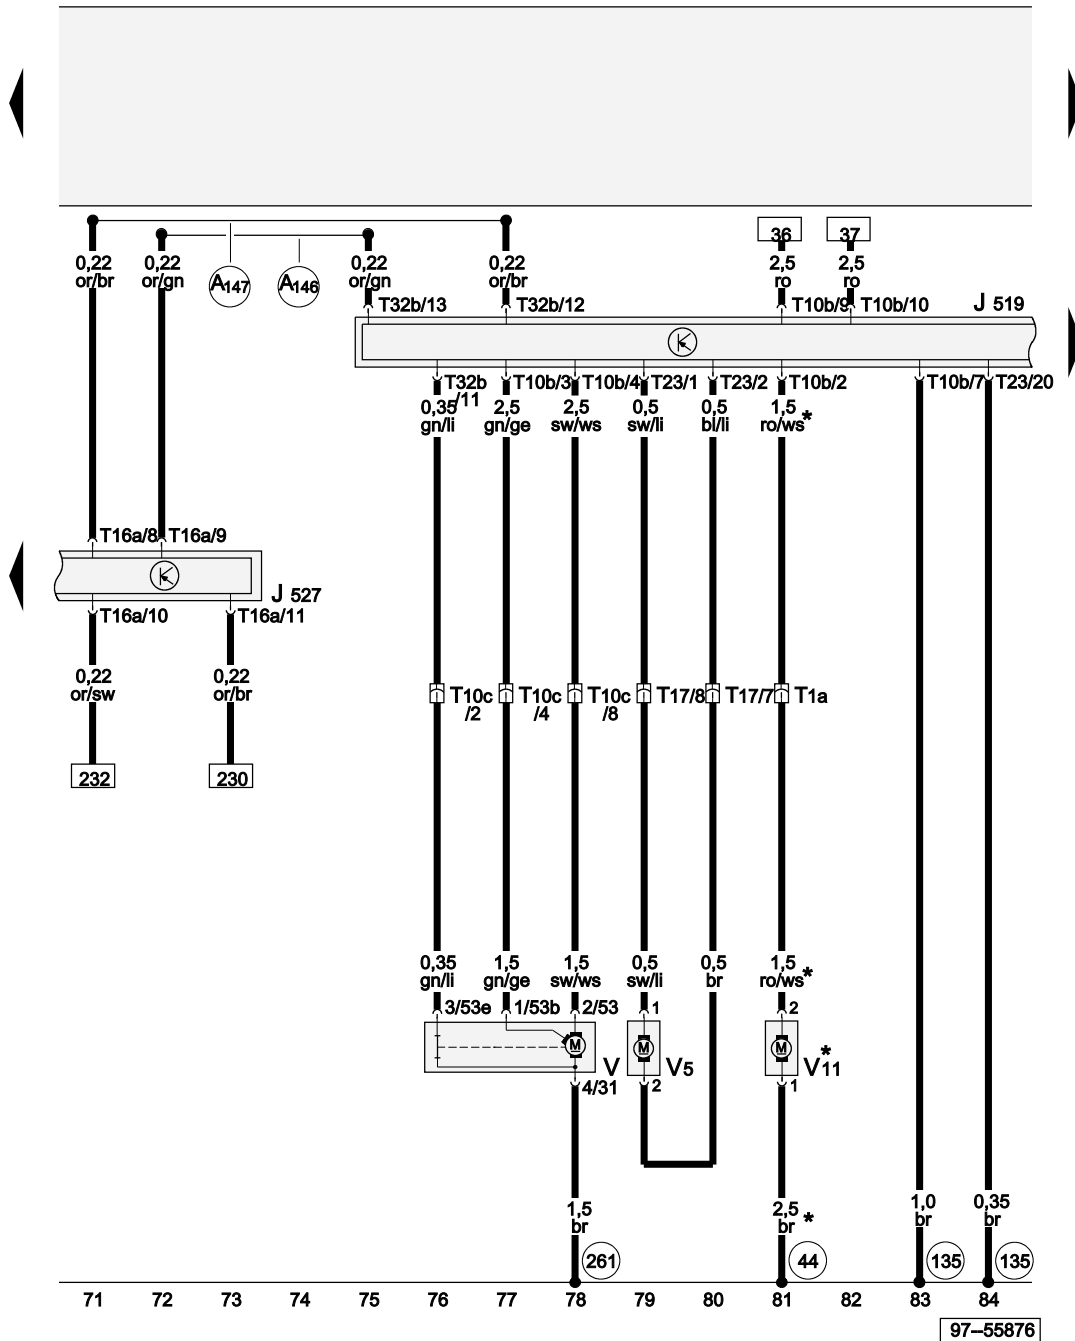 36 37
0,22 0,22 0,22 0,22 2,5 2,5
or/br or/gn A147 A146 or/gn or/br ro ro
T32b/13 T32b/12 T10b/9 T10b/10 J 519
T32b T10b/3 T10b/4 T23/1 T23/2 T10b/2 T10b/7 T23/20
/11
0,35 2,5 2,5 0,5 0,5 1,5
gn/li gn/ge sw/ws sw/li bl/li ro/ws*
T16a/8 T16a/9
J 527
T16a/10 T16a/11
0,22 0,22
or/sw or/br
T10c T10c T10c T17/8 T17/7 T1a
/2 /4 /8
232 230
0,35 1,5 1,5 0,5 0,5 1,5
gn/li gn/ge sw/ws sw/li br ro/ws*
3/53e 1/53b 2/53 1 2
M M M
V V5 V11*
4/31 2 1
1,5 2,5 1,0 0,35
br br * br br
261 44 135 135
71 72 73 74 75 76 77 78 79 80 81 82 83 84
97--55876